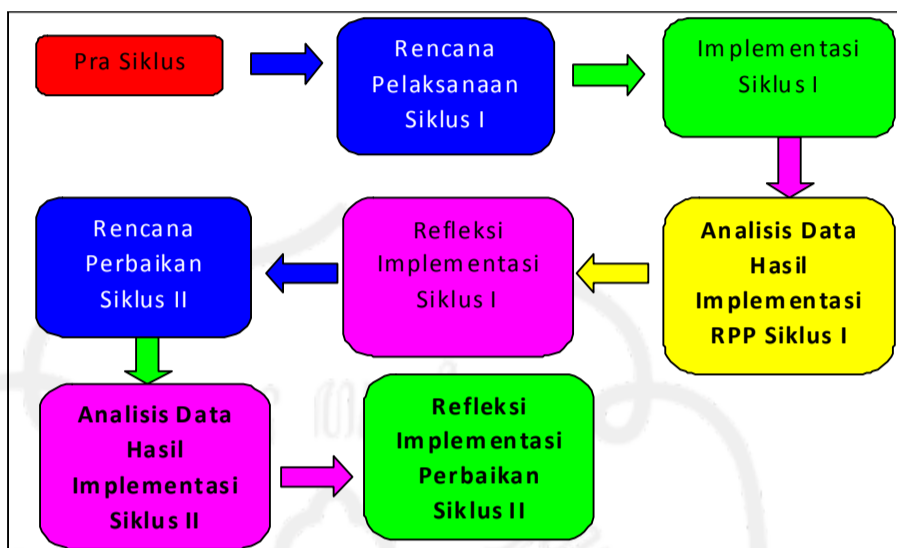 Pra Siklus
Rencana
Pelaksanaan
Siklus I
Implementasi
Siklus I
Analisis Data
Hasil
Implementasi
RPP Siklus I
Refleksi
Implementasi
Siklus I
Rencana
Perbaikan
Siklus II
Analisis Data
Hasil
Implementasi
Siklus II
Refleksi
Implementasi
Perbaikan
Siklus II